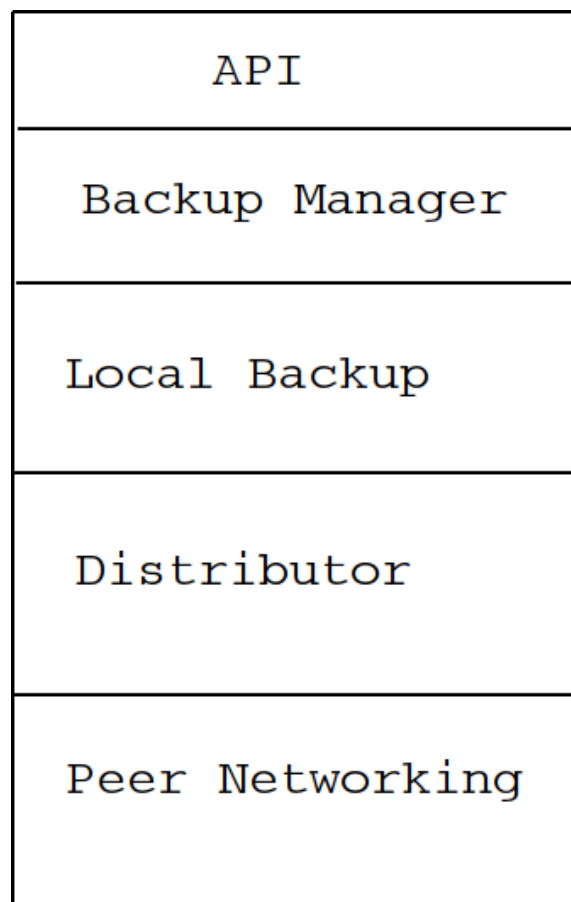 API
Backup Manager
Local Backup
Distributor
Peer Networking